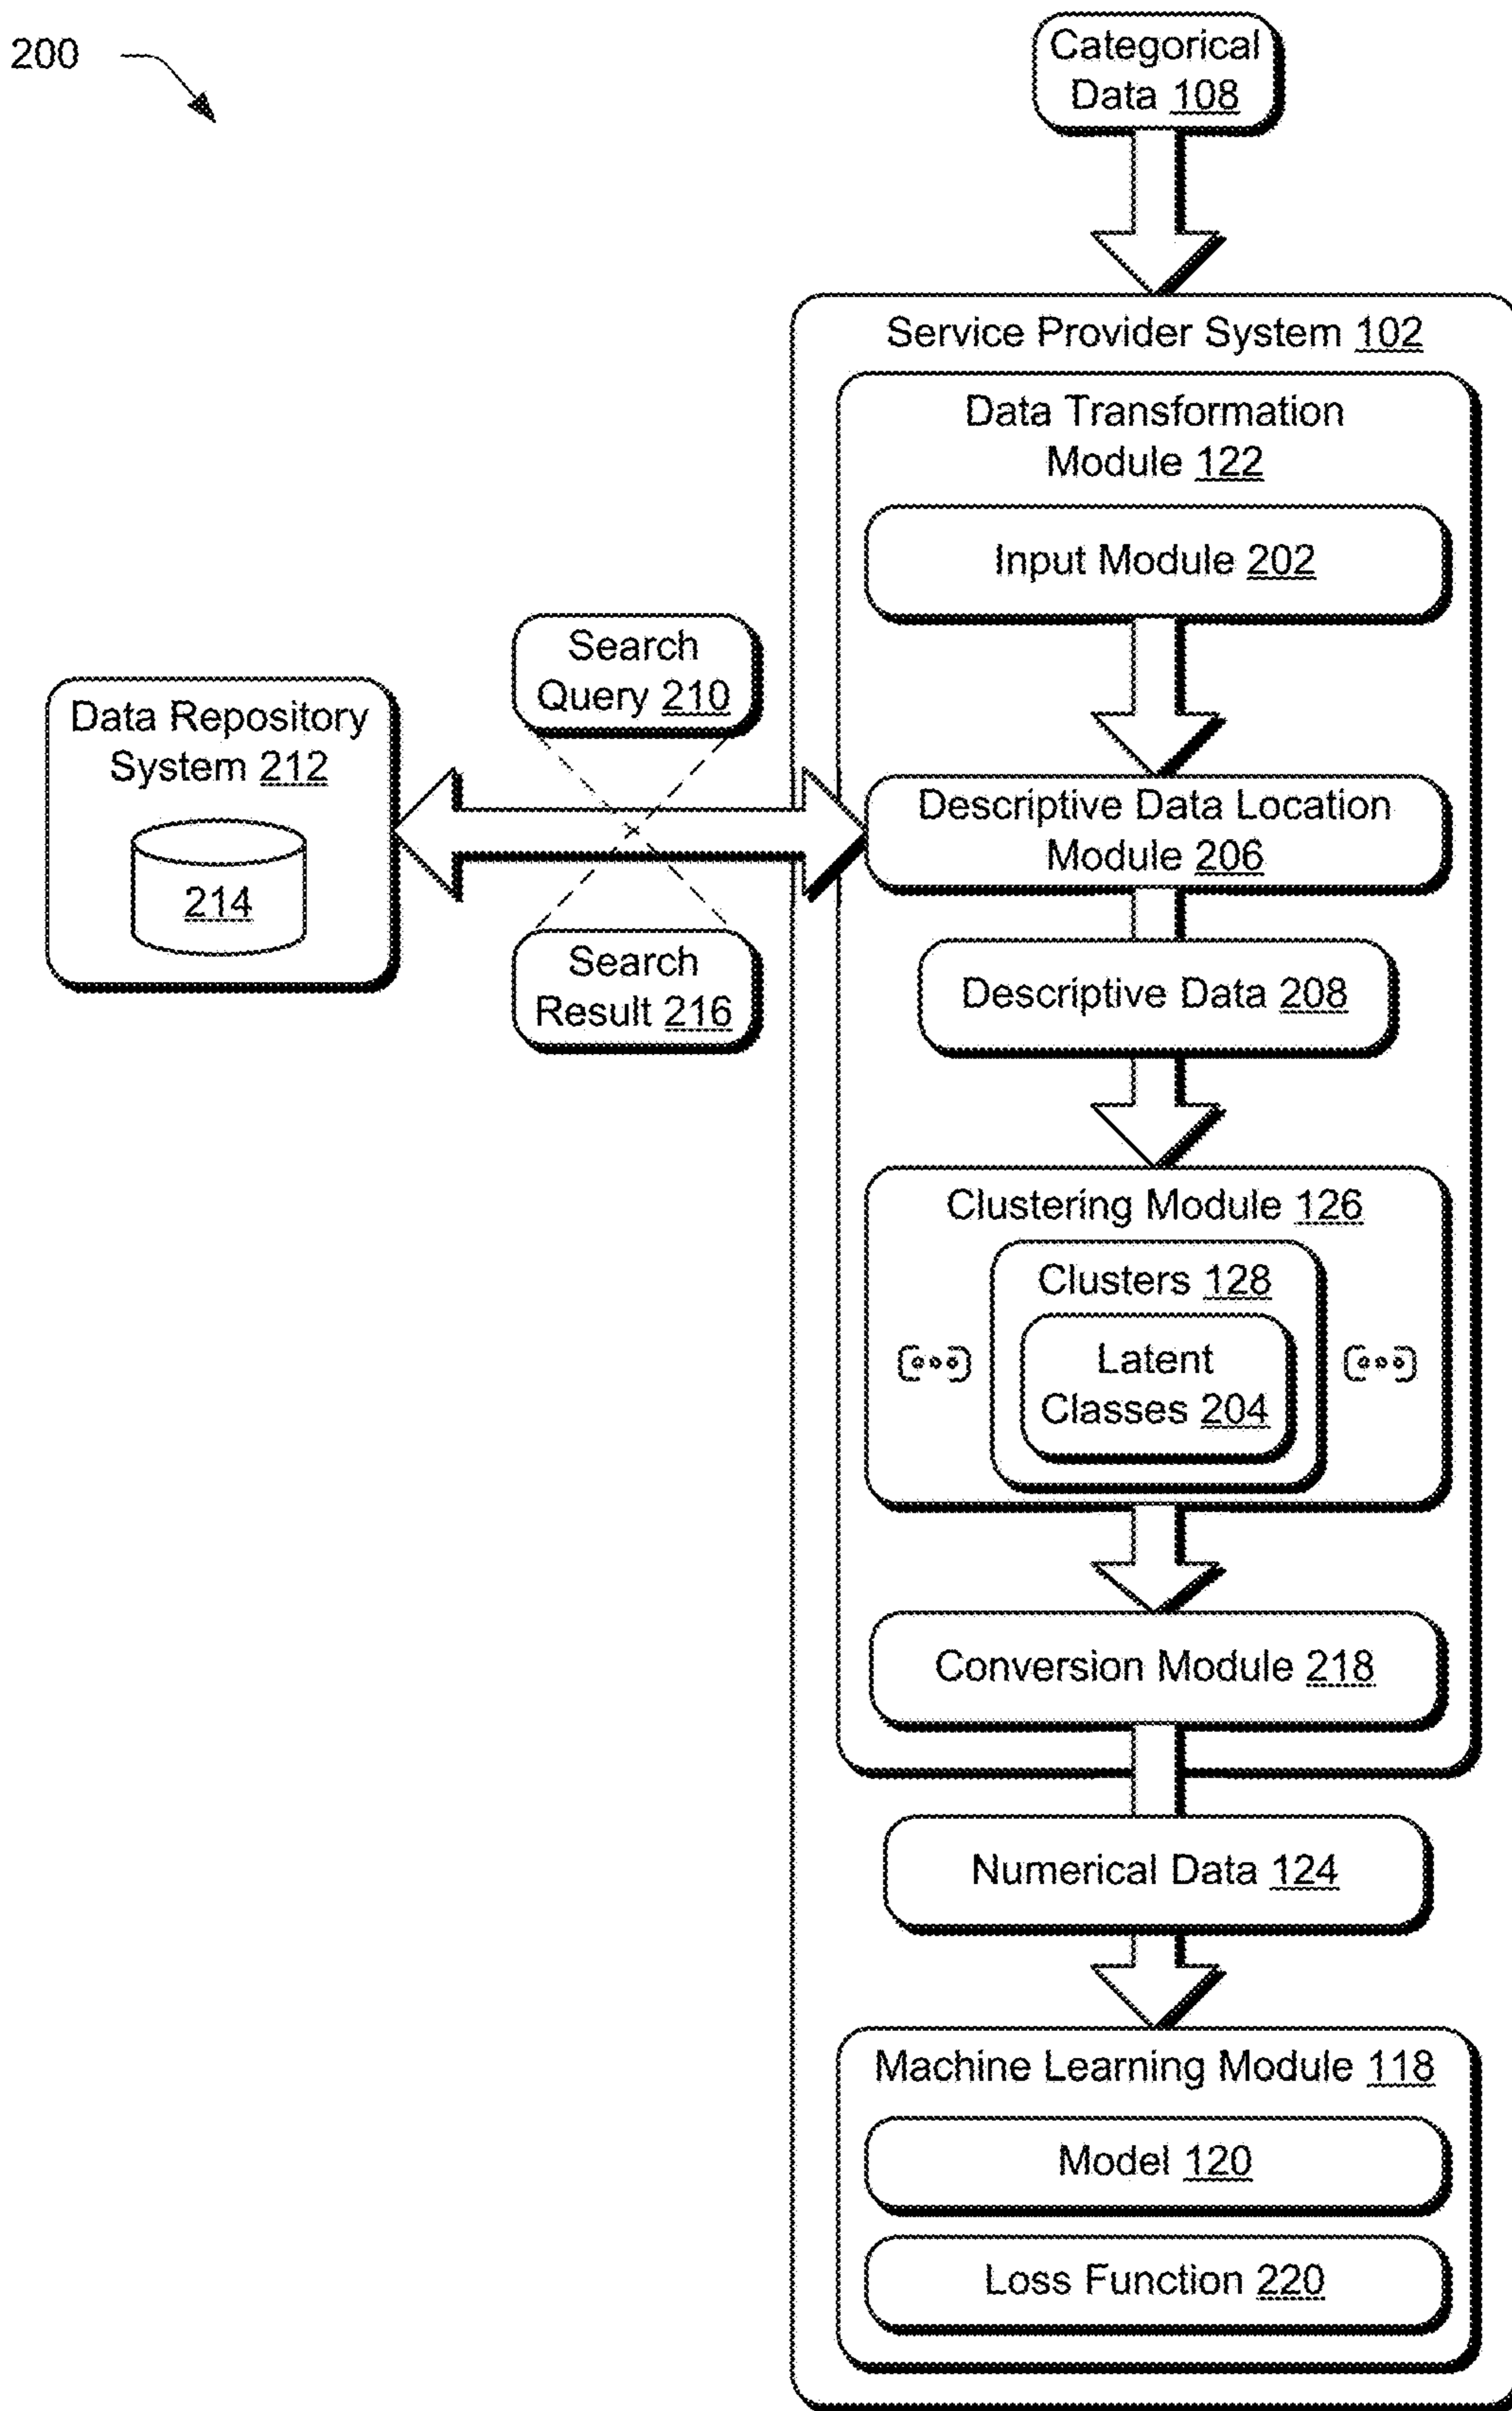 200
Categorical
Data 108
Service Provider System 102
Data Transformation
Module 122
Input Module 202
Search
Query 210
Data Repository
System 212
214
Descriptive Data Location
Module 206
Search
Result 216
Descriptive Data 208
Clustering Module 126
Clusters 128
Latent
Classes 204
Conversion Module 218
Numerical Data 124
Machine Learning Module 118
Model 120
Loss Function 220